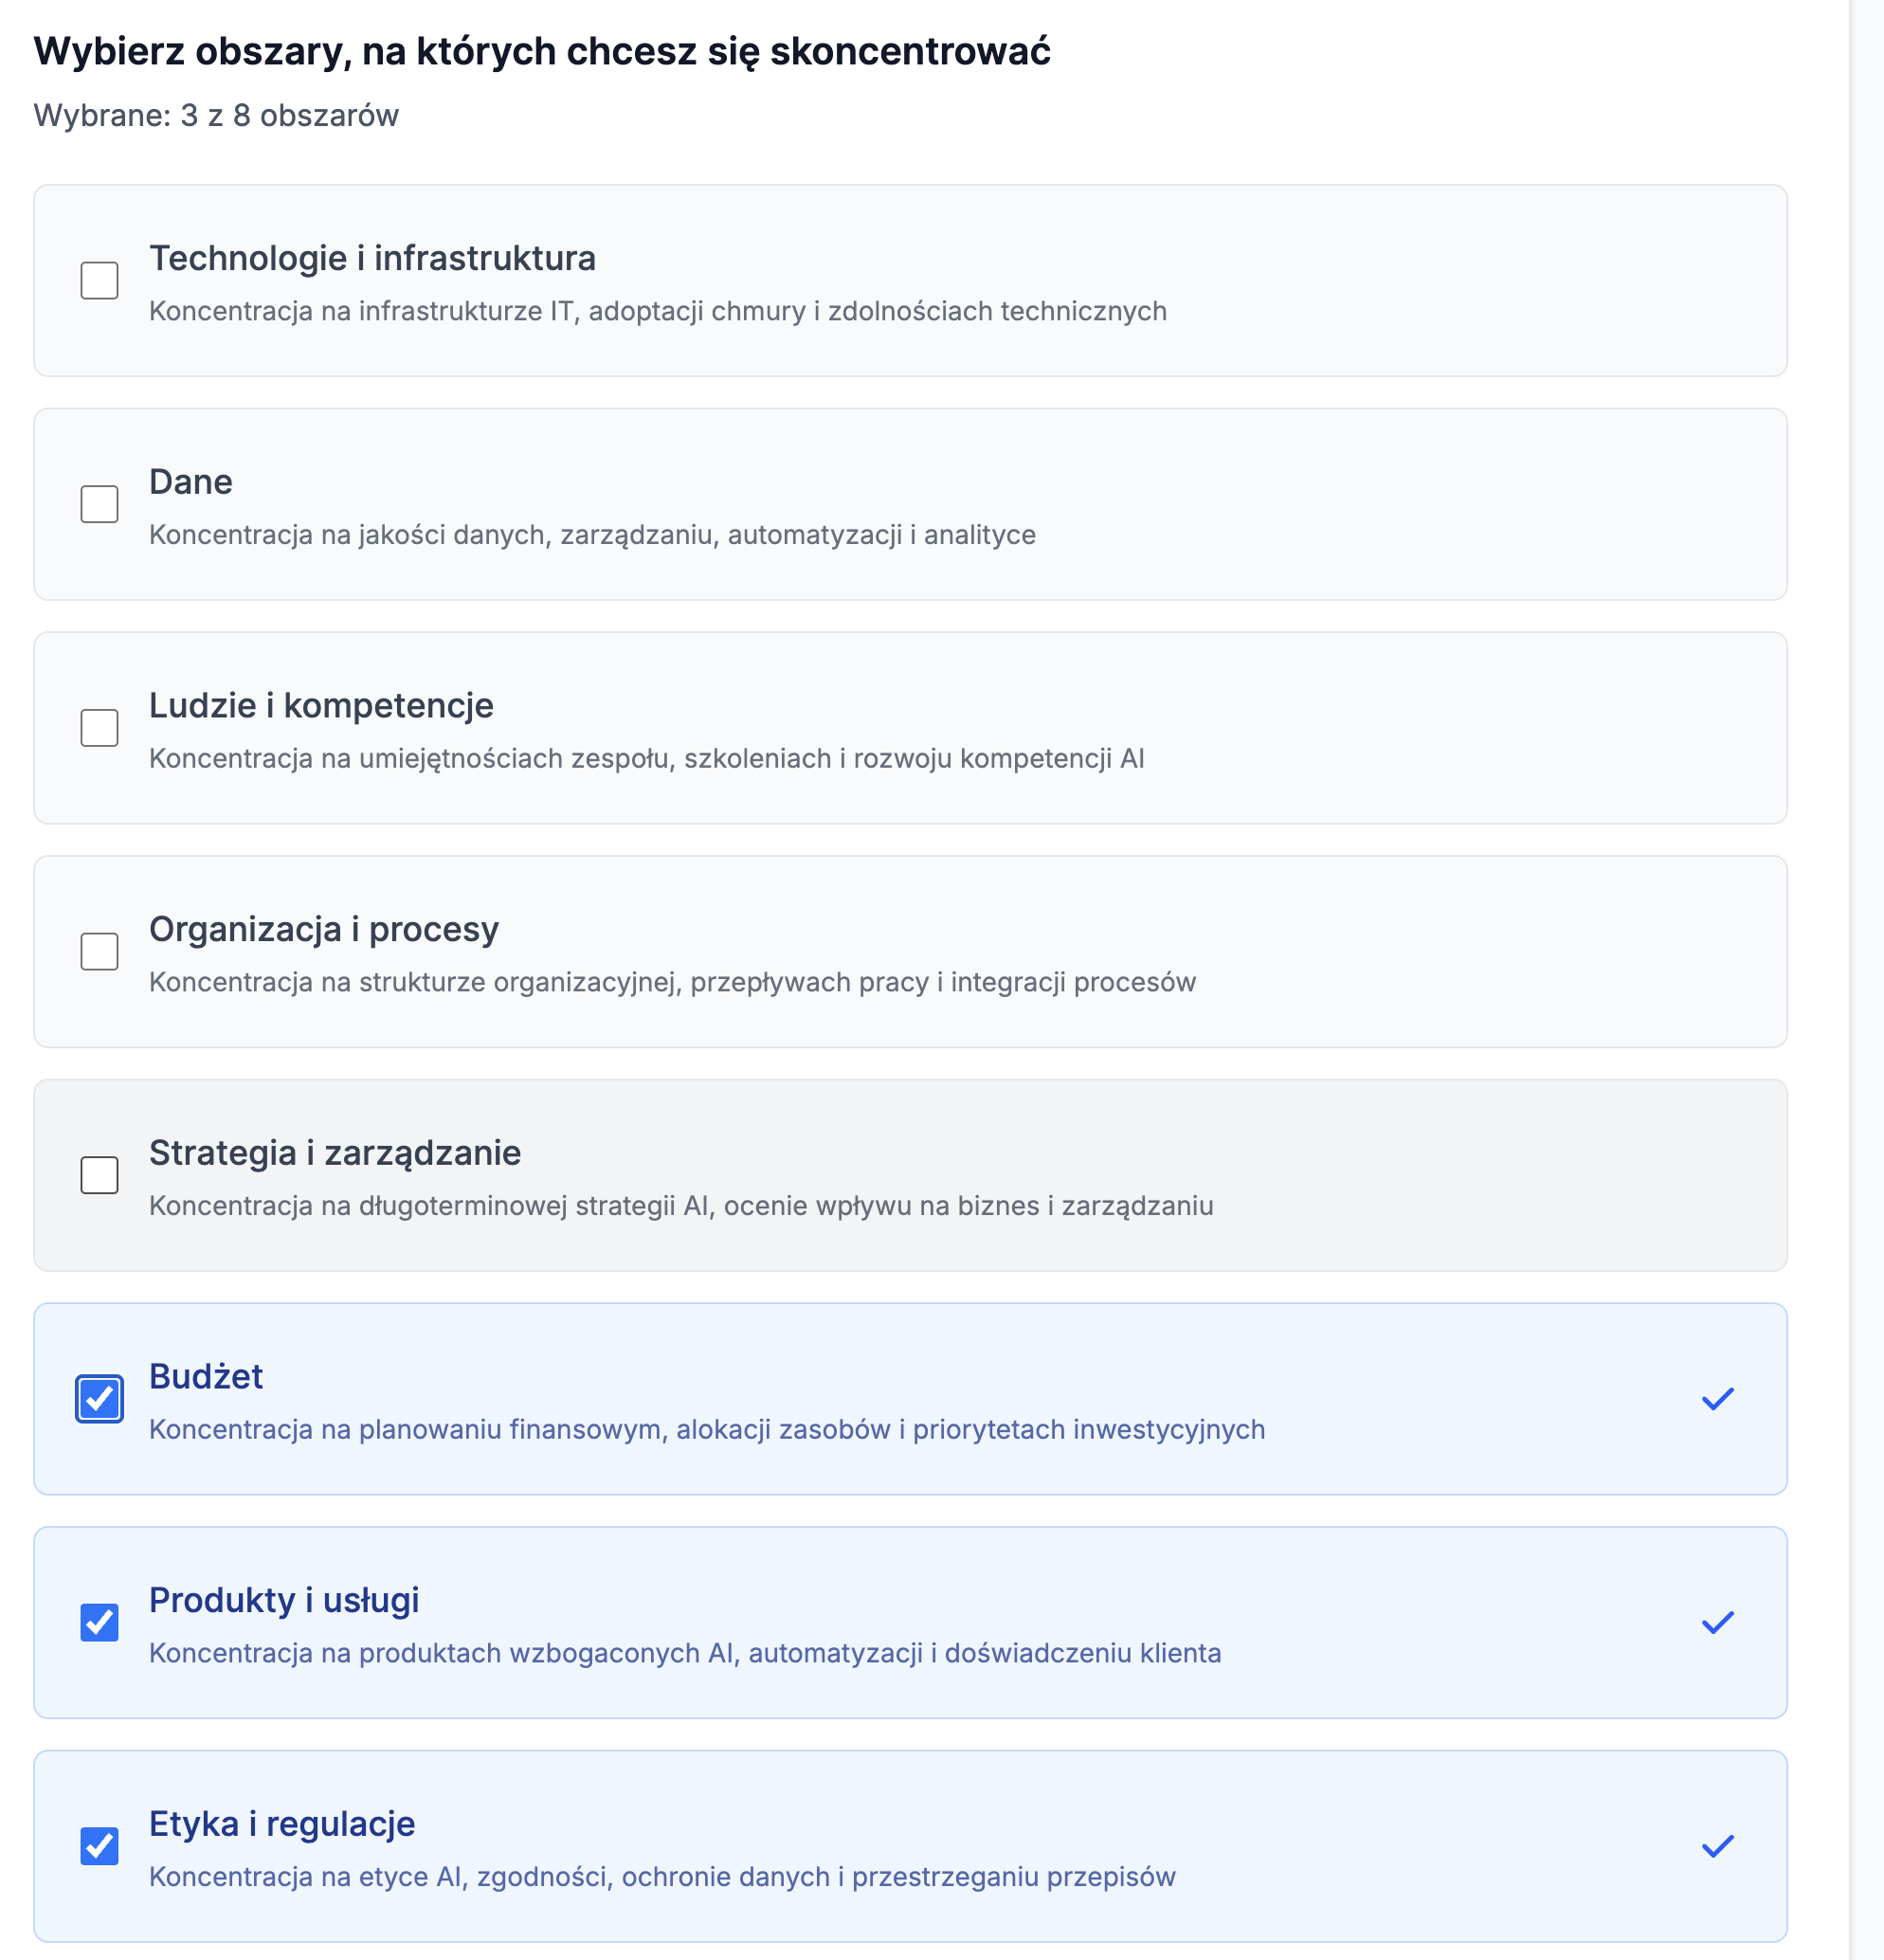 Wybierz obszary, na których chcesz się skoncentrować
Wybrane: 3 z 8 obszarów
Technologie i infrastruktura
Koncentracja na infrastrukturze IT, adoptacji chmury i zdolnościach technicznych
Dane
Koncentracja na jakości danych, zarządzaniu, automatyzacji i analityce
Ludzie i kompetencje
Koncentracja na umiejętnościach zespołu, szkoleniach i rozwoju kompetencji AI
Organizacja i procesy
Koncentracja na strukturze organizacyjnej, przepływach pracy i integracji procesów
Strategia i zarządzanie
Koncentracja na długoterminowej strategii AI, ocenie wpływu na biznes i zarządzaniu
Budżet
Koncentracja na planowaniu finansowym, alokacji zasobów i priorytetach inwestycyjnych
Produkty i usługi
Koncentracja na produktach wzbogaconych AI, automatyzacji i doświadczeniu klienta
Etyka i regulacje
Koncentracja na etyce AI, zgodności, ochronie danych i przestrzeganiu przepisów